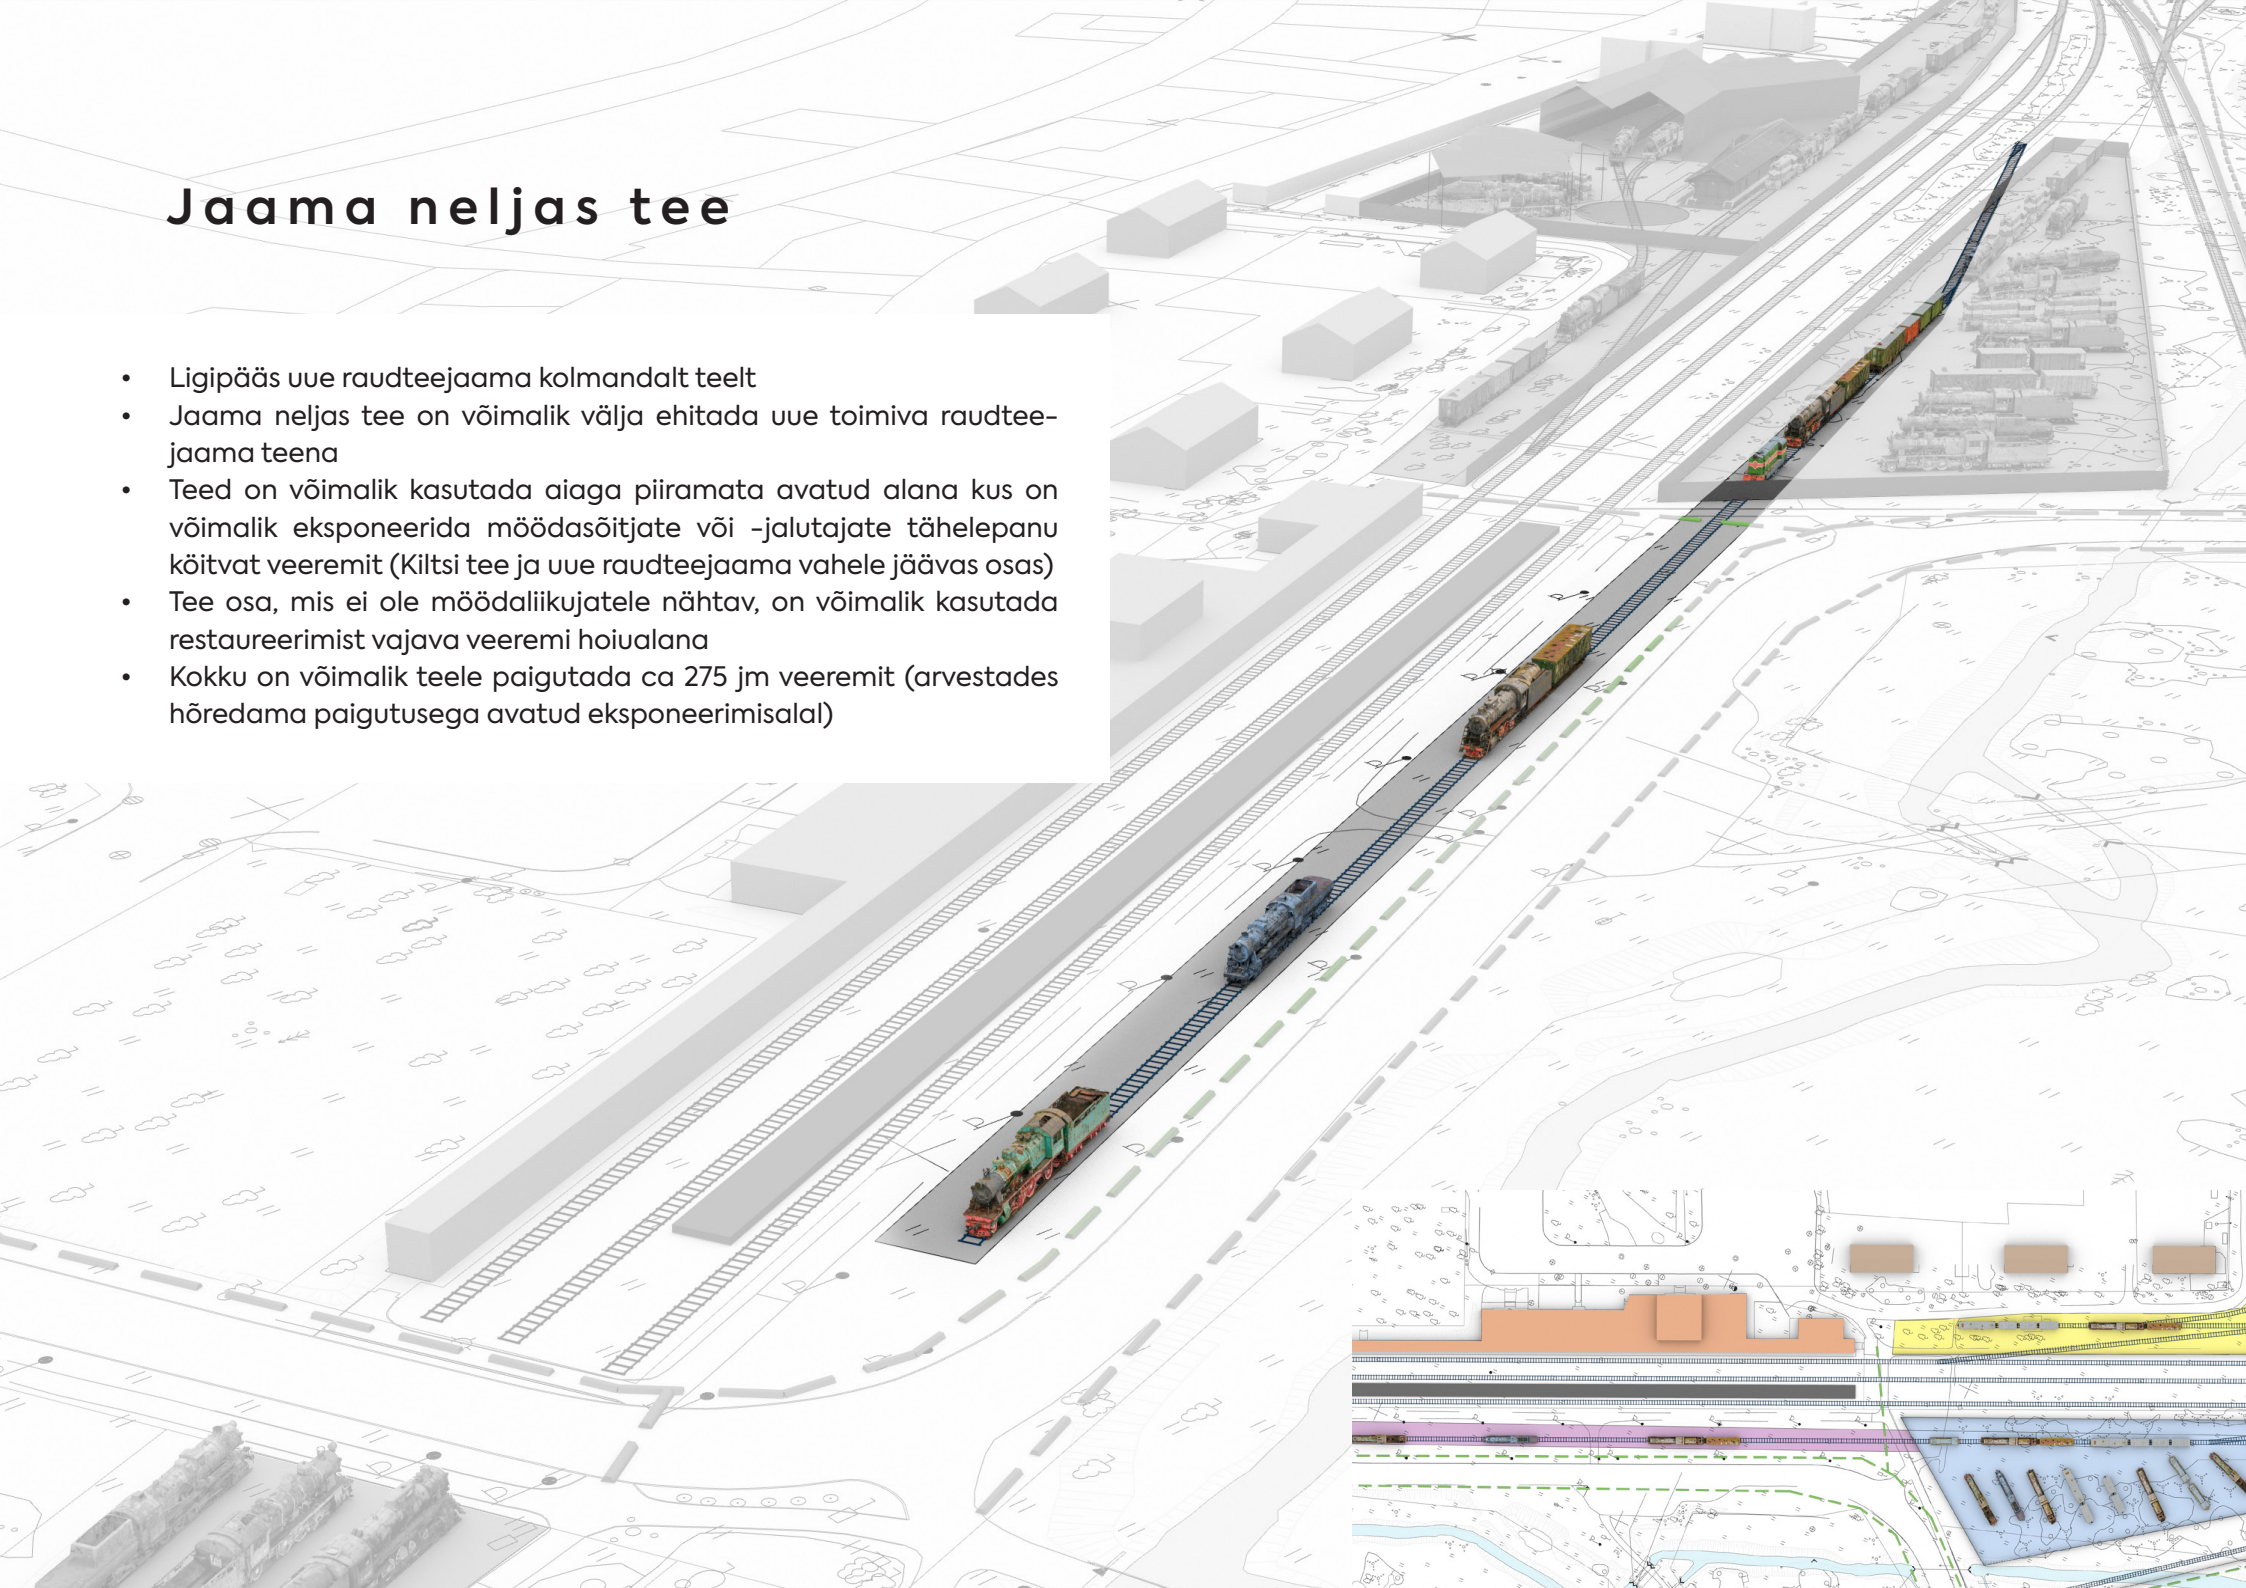 Jaama neljas tee
• Ligipääs uue raudteejaama kolmandalt teelt
• Jaama neljas tee on võimalik välja ehitada uue toimiva raudtee-
jaama teena
• Teed on võimalik kasutada aiaga piiramata avatud alana kus on
võimalik eksponeerida möödasõitjate või -jalutajate tähelepanu
köitvat veeremit (Kiltsi tee ja uue raudteejaama vahele jäävas osas)
• Tee osa, mis ei ole möödaliikujatele nähtav, on võimalik kasutada
restaureerimist vajava veeremi hoiualana
• Kokku on võimalik teele paigutada ca 275 jm veeremit (arvestades
hõredama paigutusega avatud eksponeerimisalal)